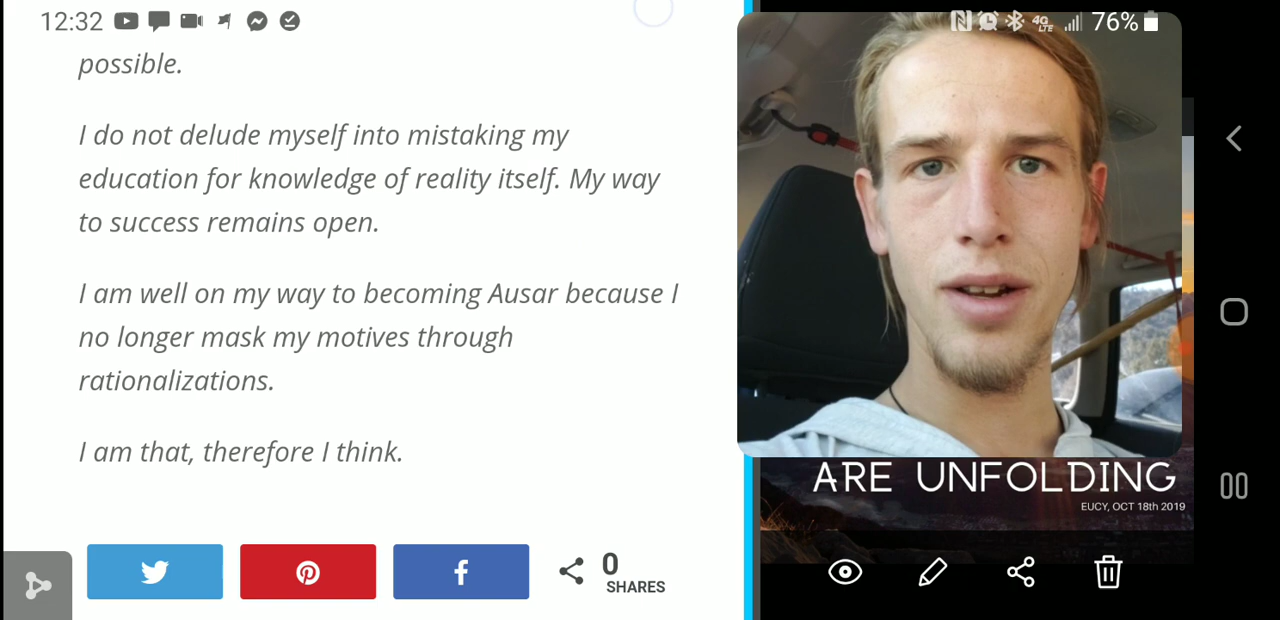 12:32
4G LTE
76%
possible.
I do not delude myself into mistaking my
education for knowledge of reality itself. My way
to success remains open.
I am well on my way to becoming Ausar because I
no longer mask my motives through
rationalizations.
I am that, therefore I think.
0
SHARES
ARE UNFOLDING
EUCY, OCT 18th 2019